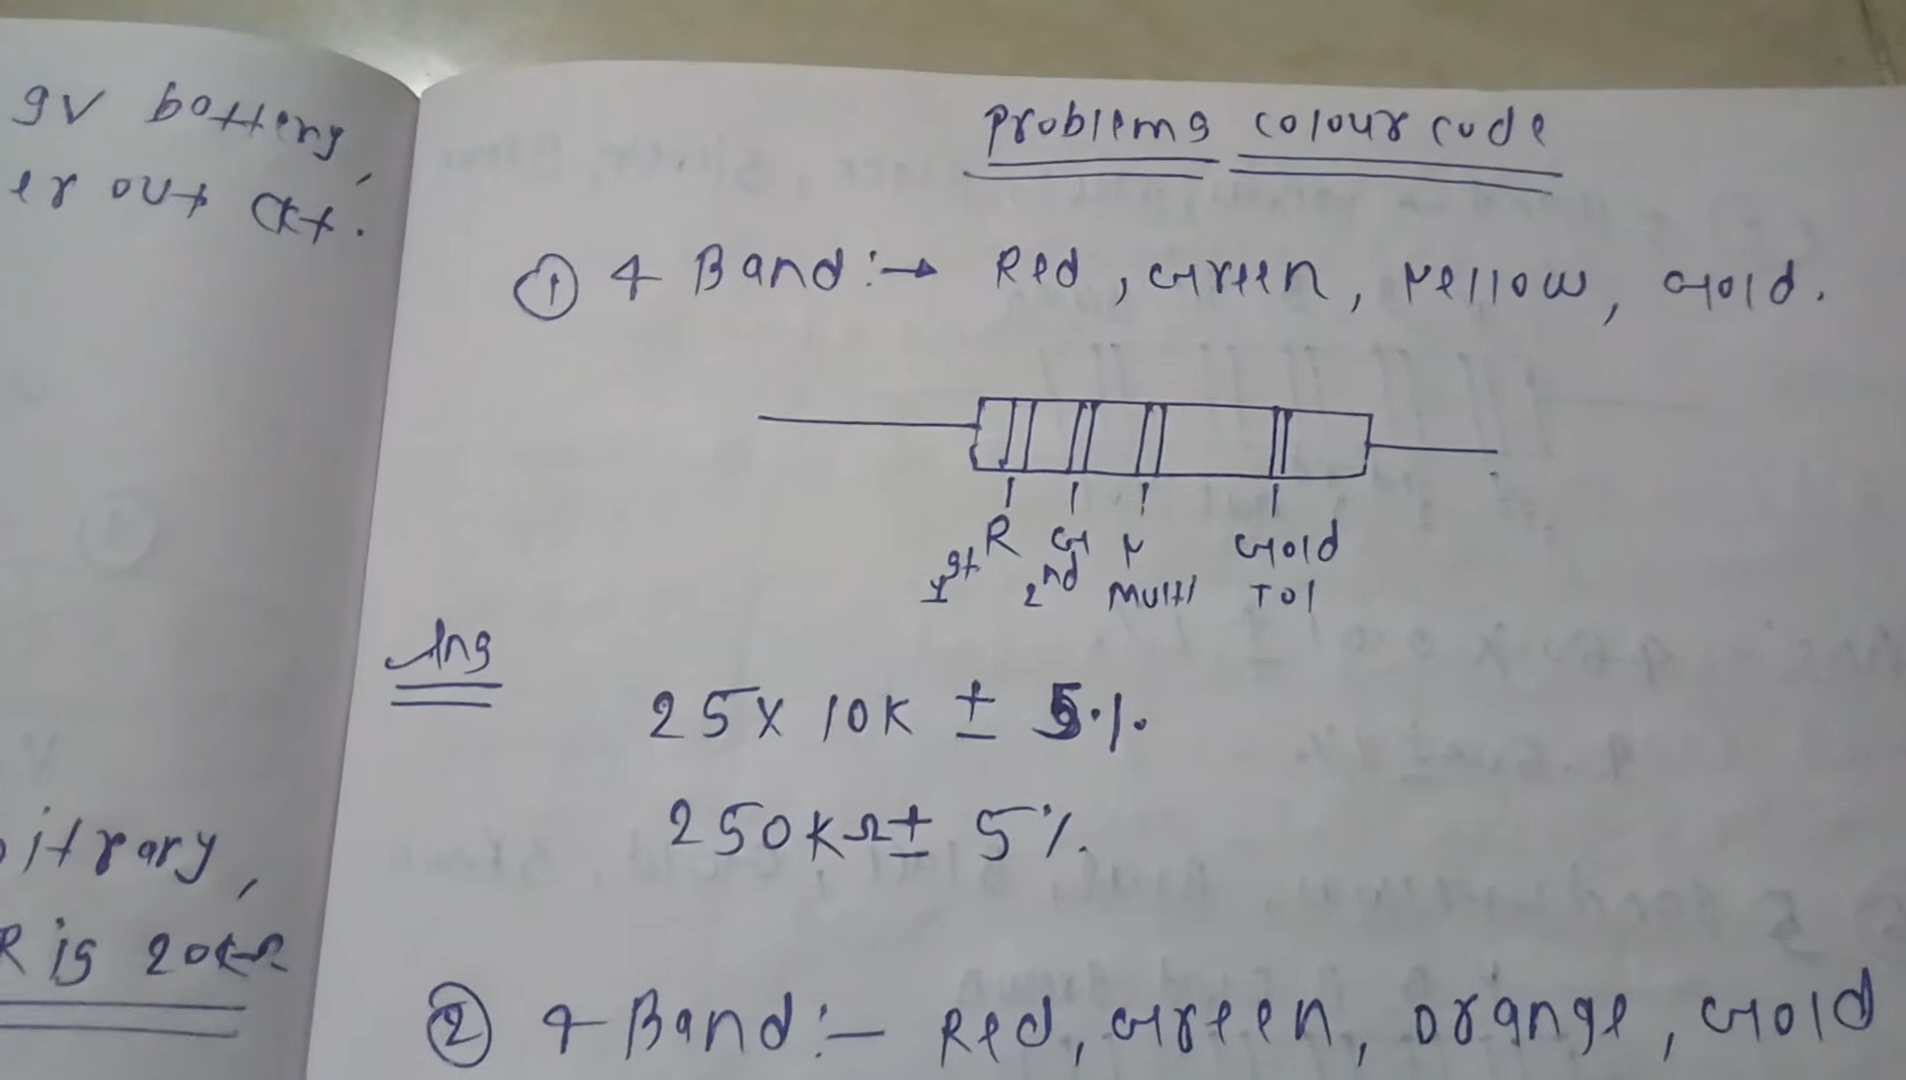 9V battery,
er out ckt.
itrary,
R is 20kΩ
problems colour code
① 4 Band :→ Red, Green, Yellow, Gold.
R G Y Gold
1st 2nd Multi Tol
Ans
25 x 10K ± 5%
250KΩ ± 5%.
② 4 Band :- Red, Green, orange, Gold